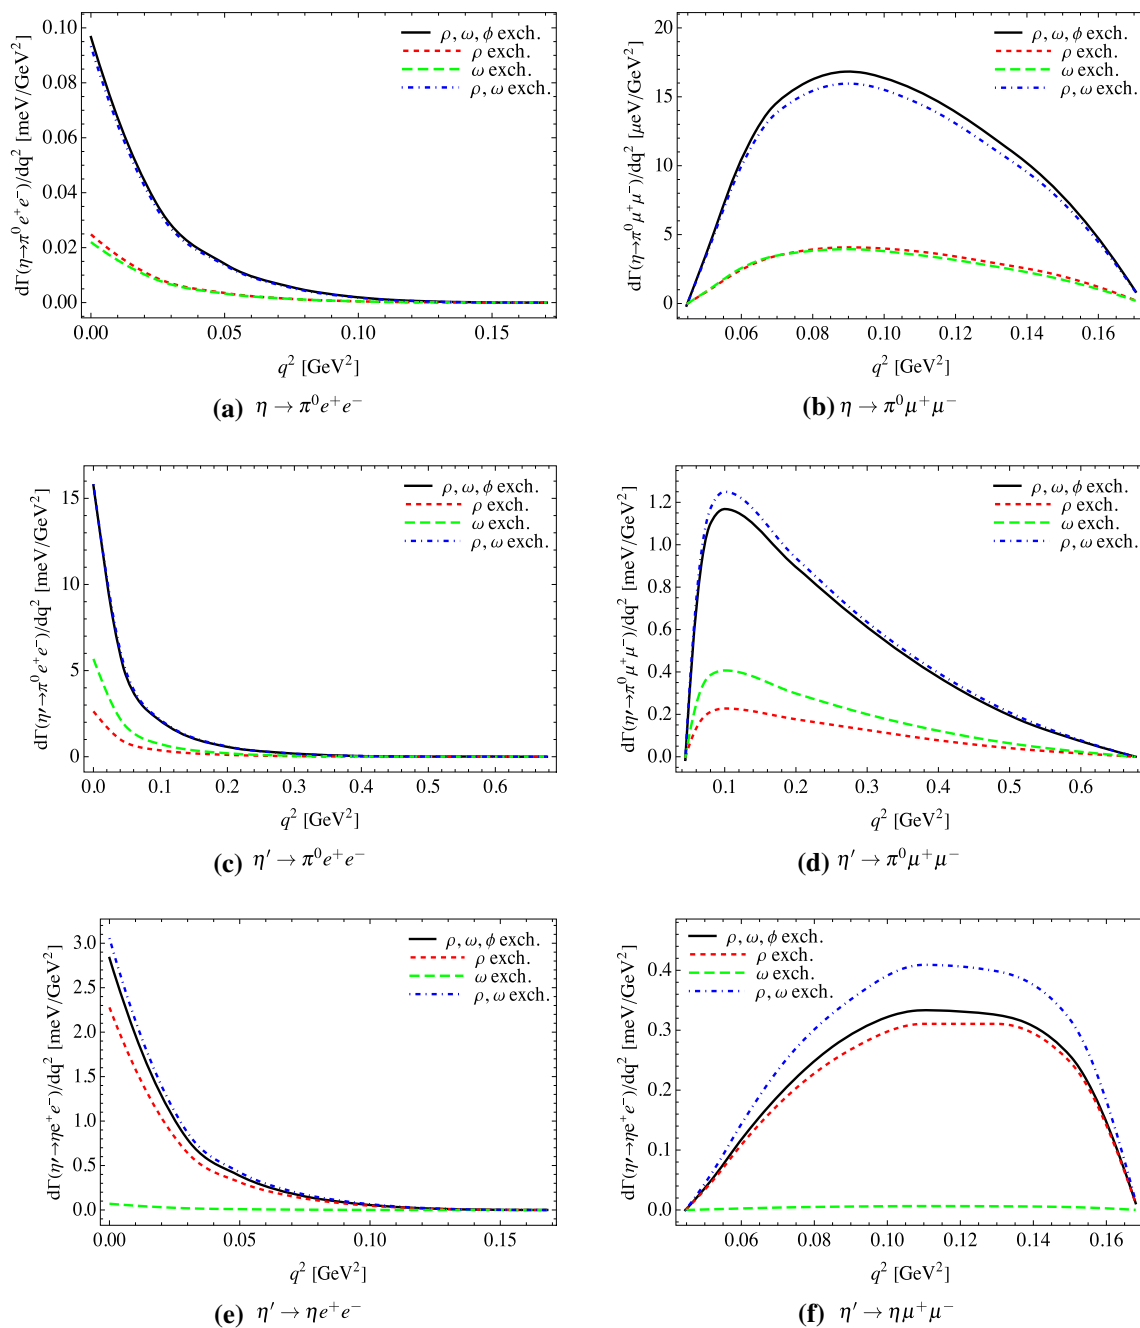 dΓ(η→π⁰e⁺e⁻)/dq² [meV/GeV²]
0.10
0.08
0.06
0.04
0.02
0.00
ρ, ω, ϕ exch.
ρ exch.
ω exch.
ρ, ω exch.
0.00 0.05 0.10 0.15
q² [GeV²]
(a) η → π⁰e⁺e⁻
dΓ(η→π⁰μ⁺μ⁻)/dq² [μeV/GeV²]
20
15
10
5
0
ρ, ω, ϕ exch.
ρ exch.
ω exch.
ρ, ω exch.
0.06 0.08 0.10 0.12 0.14 0.16
q² [GeV²]
(b) η → π⁰μ⁺μ⁻
dΓ(η′→π⁰e⁺e⁻)/dq² [meV/GeV²]
15
10
5
0
ρ, ω, ϕ exch.
ρ exch.
ω exch.
ρ, ω exch.
0.0 0.1 0.2 0.3 0.4 0.5 0.6
q² [GeV²]
(c) η′ → π⁰e⁺e⁻
dΓ(η′→π⁰μ⁺μ⁻)/dq² [meV/GeV²]
1.2
1.0
0.8
0.6
0.4
0.2
0.0
ρ, ω, ϕ exch.
ρ exch.
ω exch.
ρ, ω exch.
0.1 0.2 0.3 0.4 0.5 0.6
q² [GeV²]
(d) η′ → π⁰μ⁺μ⁻
dΓ(η′→ηe⁺e⁻)/dq² [meV/GeV²]
3.0
2.5
2.0
1.5
1.0
0.5
0.0
ρ, ω, ϕ exch.
ρ exch.
ω exch.
ρ, ω exch.
0.00 0.05 0.10 0.15
q² [GeV²]
(e) η′ → ηe⁺e⁻
dΓ(η′→ηe⁺e⁻)/dq² [meV/GeV²]
0.4
0.3
0.2
0.1
0.0
ρ, ω, ϕ exch.
ρ exch.
ω exch.
ρ, ω exch.
0.06 0.08 0.10 0.12 0.14 0.16
q² [GeV²]
(f) η′ → ημ⁺μ⁻